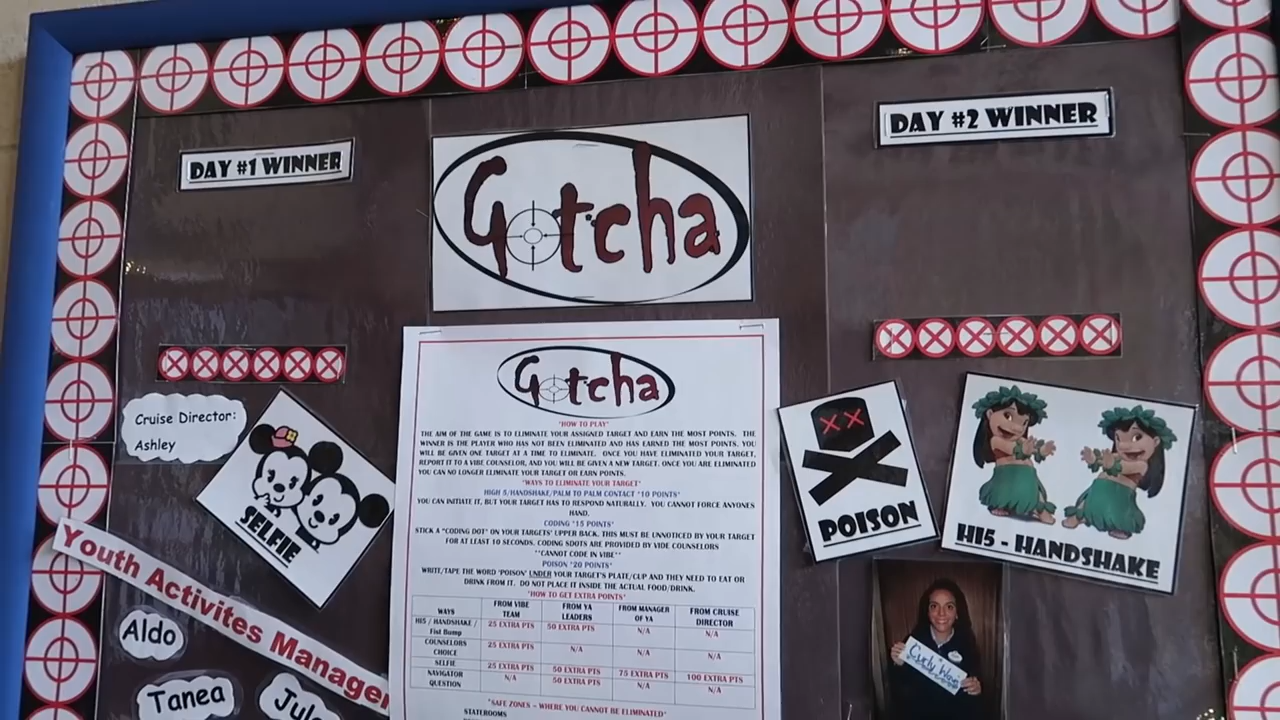 DAY #1 WINNER
Gotcha
DAY #2 WINNER
Cruise Director:
Ashley
SELFIE
Youth Activites Manager
Aldo
Tanea
Gotcha
"HOW TO PLAY"
THE AIM OF THE GAME IS TO ELIMINATE YOUR ASSIGNED TARGET AND EARN THE MOST POINTS. THE
WINNER IS THE PLAYER WHO HAS NOT BEEN ELIMINATED AND HAS EARNED THE MOST POINTS. YOU
WILL BE GIVEN ONE TARGET AT A TIME TO ELIMINATE. ONCE YOU HAVE ELIMINATED YOUR TARGET,
REPORT IT TO A VIBE COUNSELOR, AND YOU WILL BE GIVEN A NEW TARGET. ONCE YOU ARE ELIMINATED
YOU CAN NO LONGER ELIMINATE YOUR TARGET OR EARN POINTS.
"WAYS TO ELIMINATE YOUR TARGET"
HIGH 5/HANDSHAKE/PALM TO PALM CONTACT *10 POINTS*
YOU CAN INITIATE IT, BUT YOUR TARGET HAS TO RESPOND NATURALLY. YOU CANNOT FORCE ANYONES
HAND.
CODING *15 POINTS*
STICK A "CODING DOT" ON YOUR TARGETS' UPPER BACK. THIS MUST BE UNNOTICED BY YOUR TARGET
FOR AT LEAST 10 SECONDS. CODING SDOTS ARE PROVIDED BY VIDE COUNSELORS
**CANNOT CODE IN VIBE**
POISON *20 POINTS*
WRITE/TAPE THE WORD 'POISON' UNDER YOUR TARGET'S PLATE/CUP AND THEY NEED TO EAT OR
DRINK FROM IT. DO NOT PLACE IT INSIDE THE ACTUAL FOOD/DRINK.
"HOW TO GET EXTRA POINTS"
WAYS FROM VIBE TEAM FROM YA LEADERS FROM MANAGER OF YA FROM CRUISE DIRECTOR
HI5 / HANDSHAKE / Fist Bump 25 EXTRA PTS 50 EXTRA PTS N/A N/A
COUNSELORS CHOICE 25 EXTRA PTS N/A N/A N/A
SELFIE 25 EXTRA PTS 50 EXTRA PTS 75 EXTRA PTS 100 EXTRA PTS
NAVIGATOR QUESTION N/A 50 EXTRA PTS N/A N/A
"SAFE ZONES – WHERE YOU CANNOT BE ELIMINATED"
STATEROOMS
POISON
HI5 - HANDSHAKE